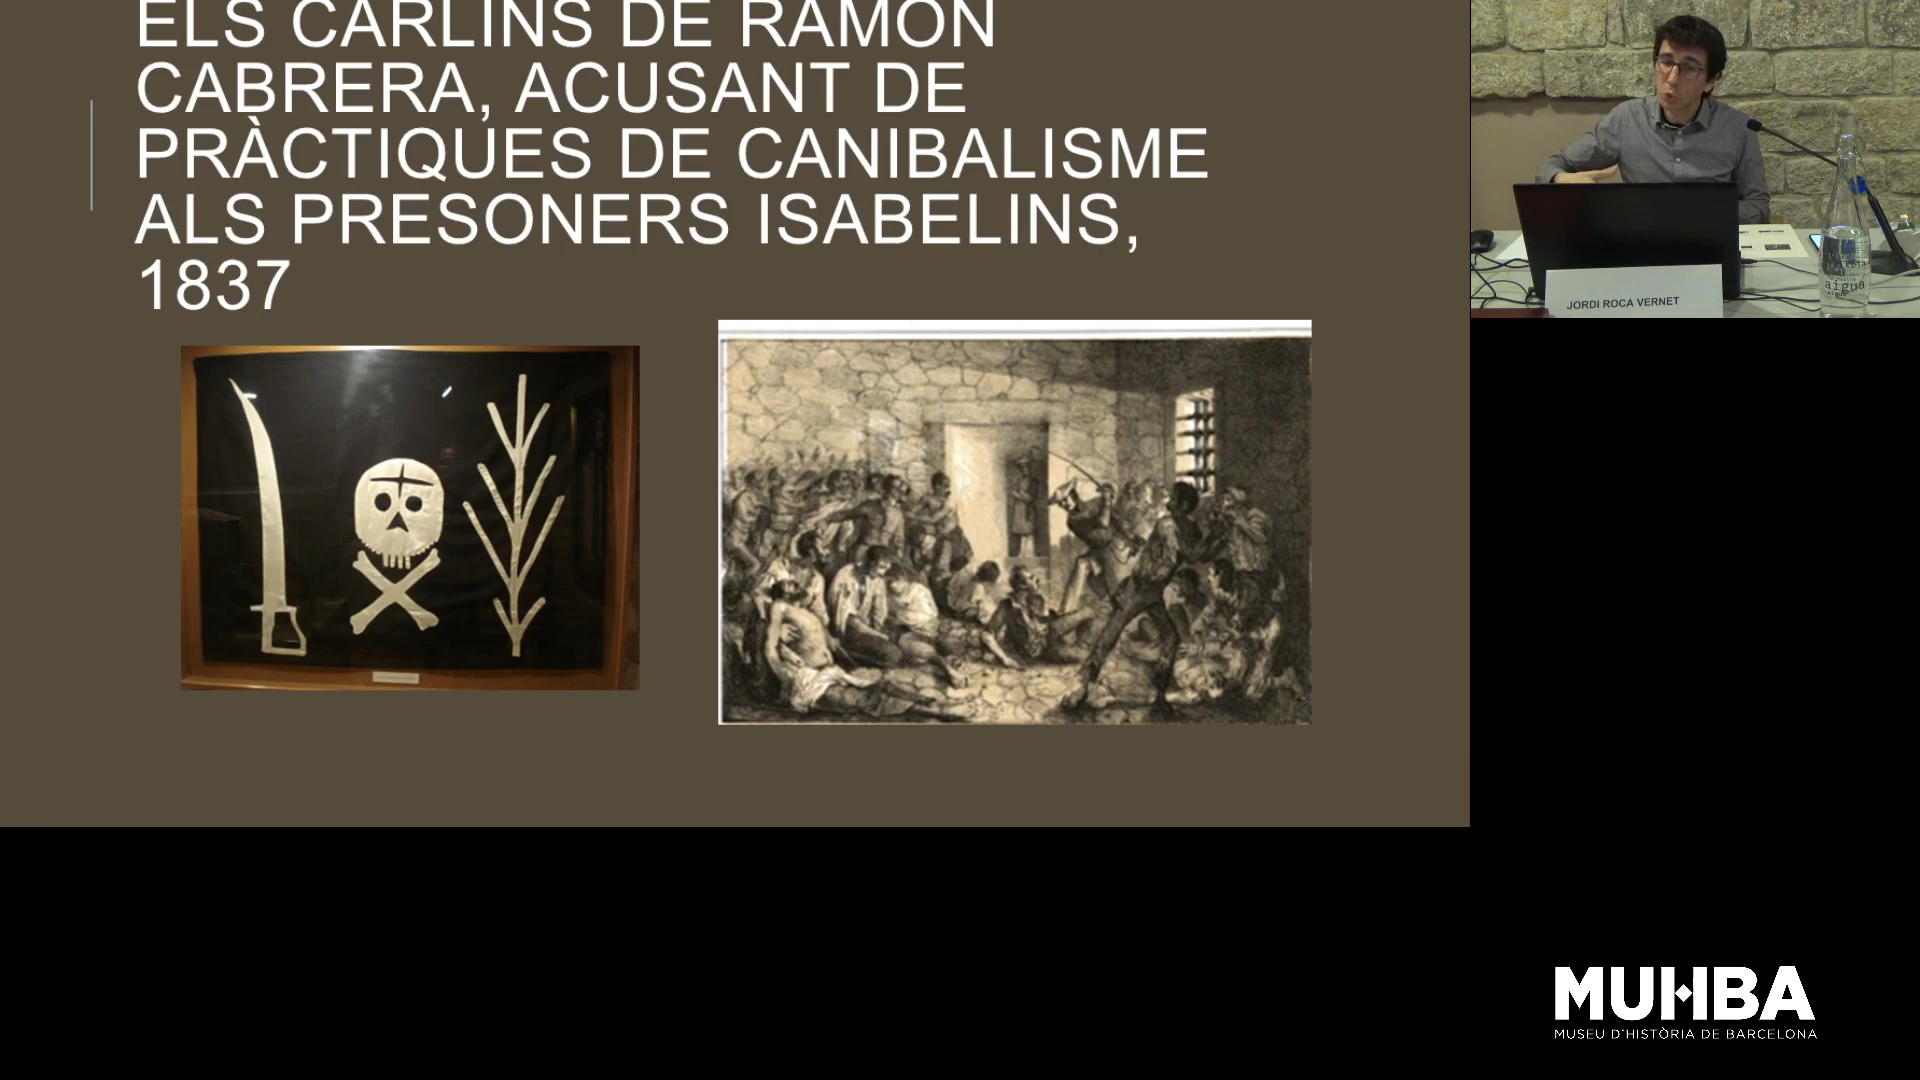 ELS CARLINS DE RAMON
CABRERA, ACUSANT DE
PRÀCTIQUES DE CANIBALISME
ALS PRESONERS ISABELINS,
1837
JORDI ROCA VERNET
aigua
MUHBA
MUSEU D'HISTÒRIA DE BARCELONA